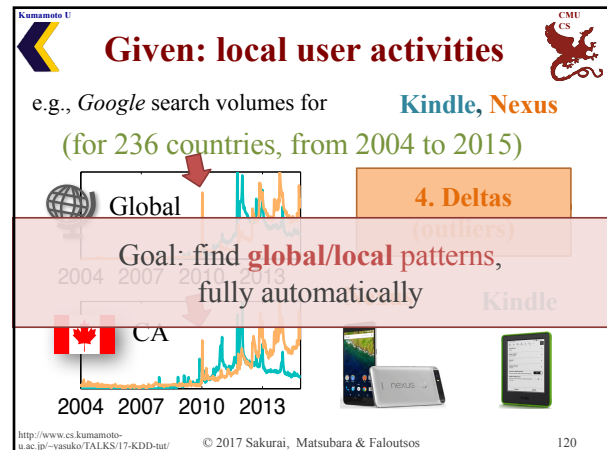 Kumamoto U
CMU
CS
Given: local user activities
e.g., Google search volumes for Kindle, Nexus
(for 236 countries, from 2004 to 2015)
Global
4. Deltas
(outliers)
Goal: find global/local patterns,
fully automatically
2004 2007 2010 2013
Kindle
CA
nexus
2004 2007 2010 2013
http://www.cs.kumamoto-
u.ac.jp/~yasuko/TALKS/17-KDD-tut/
© 2017 Sakurai, Matsubara & Faloutsos
120